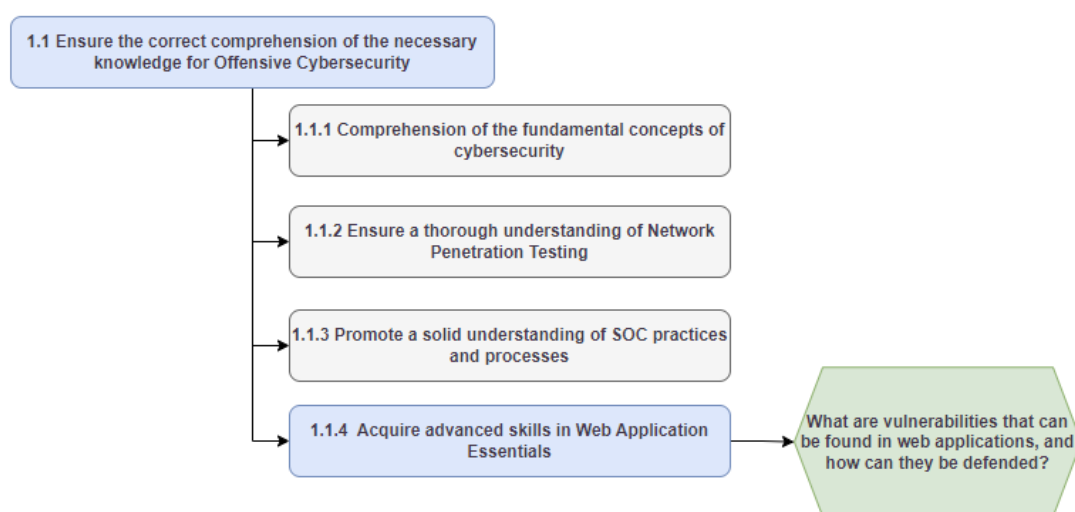 1.1 Ensure the correct comprehension of the necessary
knowledge for Offensive Cybersecurity
1.1.1 Comprehension of the fundamental concepts of
cybersecurity
1.1.2 Ensure a thorough understanding of Network
Penetration Testing
1.1.3 Promote a solid understanding of SOC practices
and processes
1.1.4 Acquire advanced skills in Web Application
Essentials
What are vulnerabilities that can
be found in web applications, and
how can they be defended?